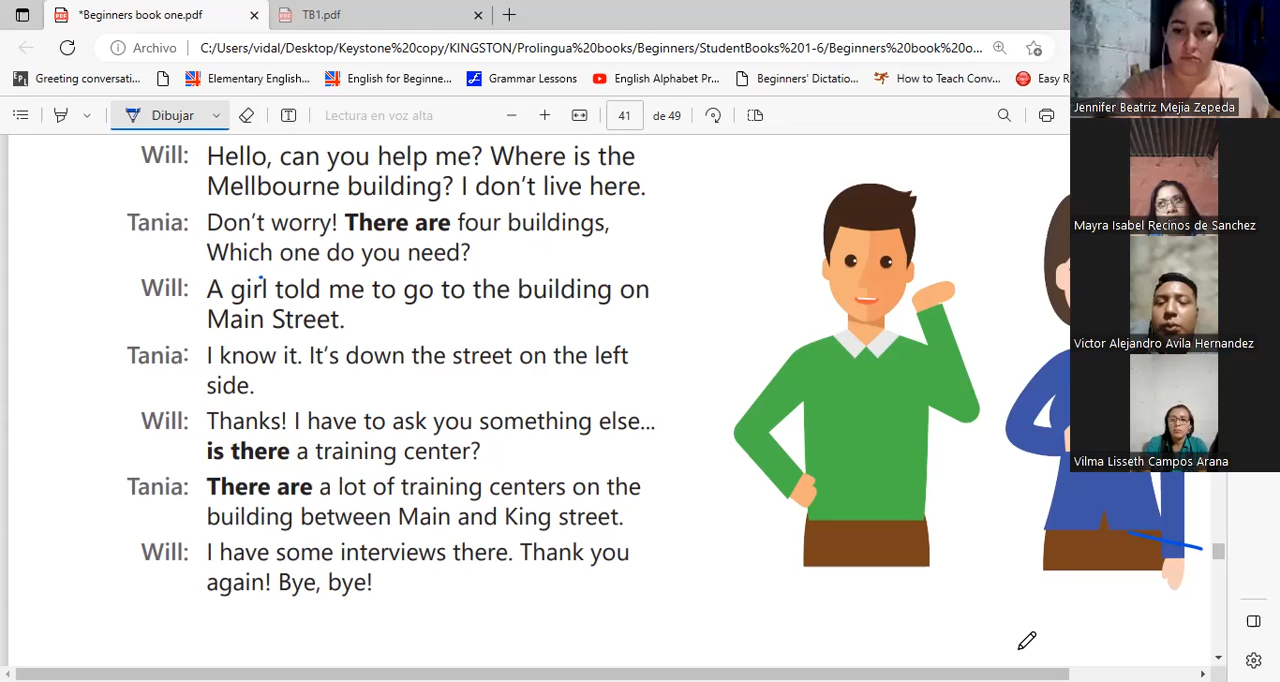 *Beginners book one.pdf
TB1.pdf
Archivo
C:/Users/vidal/Desktop/Keystone%20copy/KINGSTON/Prolingua%20books/Beginners/StudentBooks%201-6/Beginners%20book%20o...
Greeting conversati...
Elementary English...
English for Beginne...
Grammar Lessons
English Alphabet Pr...
Beginners' Dictatio...
How to Teach Conv...
Easy R
Dibujar
Lectura en voz alta
41
de 49
Will: Hello, can you help me? Where is the
Mellbourne building? I don't live here.
Tania: Don't worry! There are four buildings,
Which one do you need?
Will: A girl told me to go to the building on
Main Street.
Tania: I know it. It's down the street on the left
side.
Will: Thanks! I have to ask you something else...
is there a training center?
Tania: There are a lot of training centers on the
building between Main and King street.
Will: I have some interviews there. Thank you
again! Bye, bye!
Jennifer Beatriz Mejia Zepeda
Mayra Isabel Recinos de Sanchez
Victor Alejandro Avila Hernandez
Vilma Lisseth Campos Arana